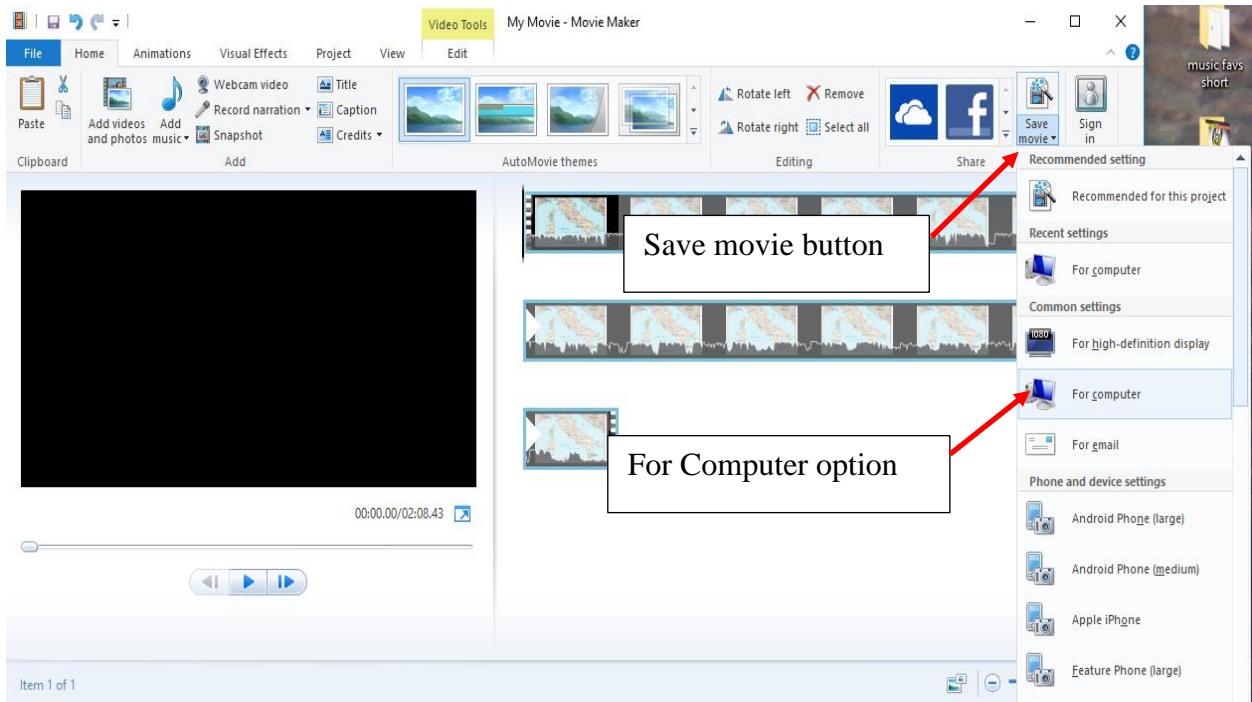 Video Tools
My Movie - Movie Maker
File
Home
Animations
Visual Effects
Project
View
Edit
music favs
short
Paste
Add videos
and photos
Add
music
Webcam video
Record narration
Snapshot
Title
Caption
Credits
Rotate left
Remove
Rotate right
Select all
Save
movie
Sign
in
Clipboard
Add
AutoMovie themes
Editing
Share
Recommended setting
Recommended for this project
Recent settings
For computer
Common settings
1080
For high-definition display
For computer
For email
Phone and device settings
Android Phone (large)
Android Phone (medium)
Apple iPhone
Feature Phone (large)
Save movie button
For Computer option
00:00.00/02:08.43
Item 1 of 1